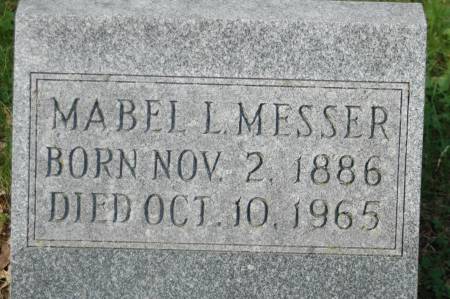 MABEL L. MESSER
BORN NOV. 2, 1886
DIED OCT. 10, 1965